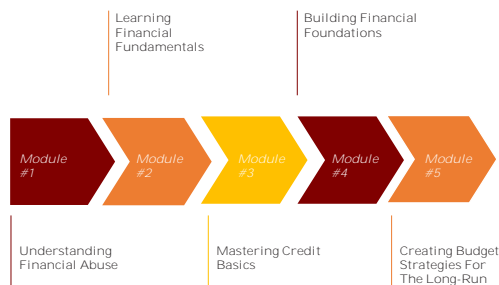 Learning
Financial
Fundamentals
Building Financial
Foundations
Module
#1
Module
#2
Module
#3
Module
#4
Module
#5
Understanding
Financial Abuse
Mastering Credit
Basics
Creating Budget
Strategies For
The Long-Run